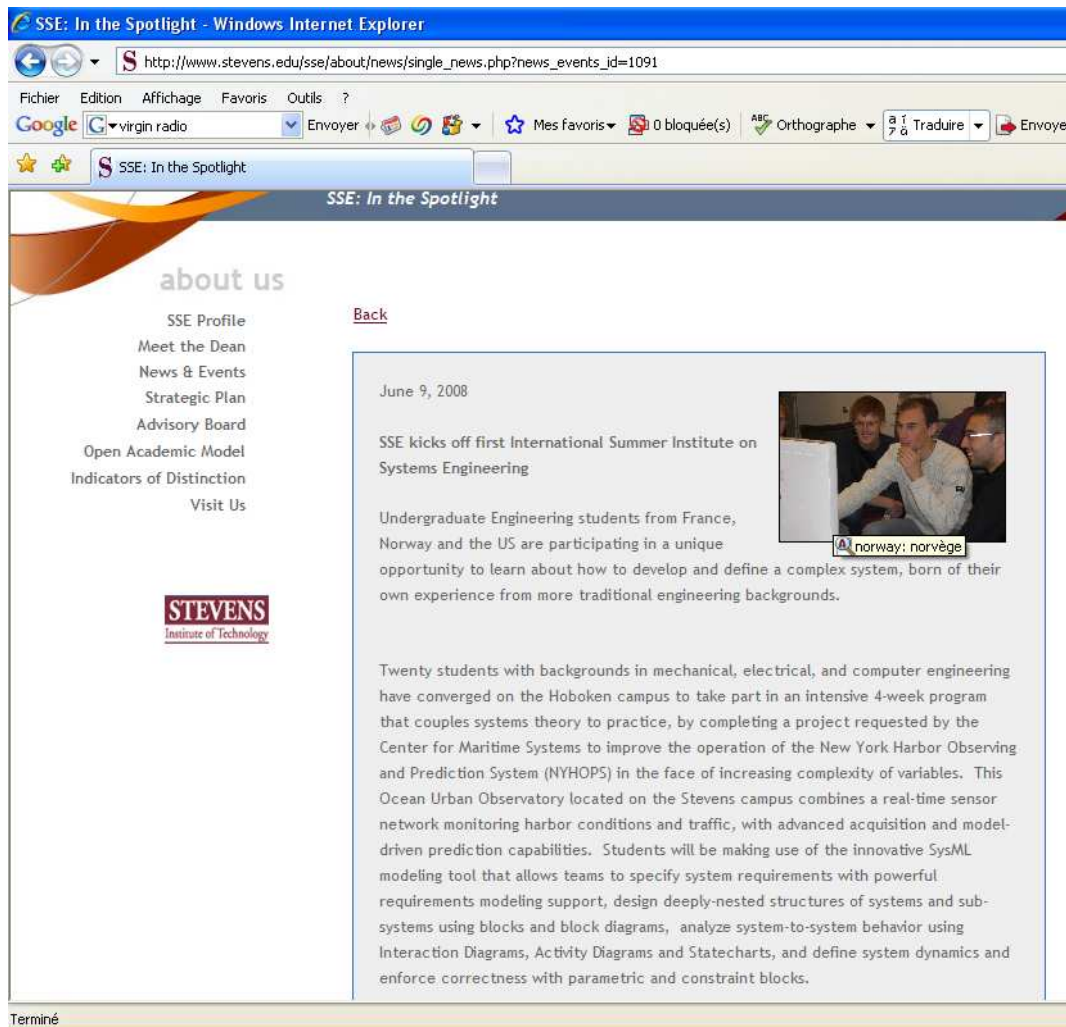 SSE: In the Spotlight - Windows Internet Explorer
http://www.stevens.edu/sse/about/news/single_news.php?news_events_id=1091
Fichier Edition Affichage Favoris Outils ?
Google G virgin radio Envoyer Mes favoris 0 bloquée(s) ABC Orthographe Traduire Envoye
S SSE: In the Spotlight
SSE: In the Spotlight
about us
SSE Profile
Meet the Dean
News & Events
Strategic Plan
Advisory Board
Open Academic Model
Indicators of Distinction
Visit Us
STEVENS
Institute of Technology
Back
June 9, 2008
SSE kicks off first International Summer Institute on
Systems Engineering
norway: norvège
Undergraduate Engineering students from France,
Norway and the US are participating in a unique
opportunity to learn about how to develop and define a complex system, born of their
own experience from more traditional engineering backgrounds.
Twenty students with backgrounds in mechanical, electrical, and computer engineering
have converged on the Hoboken campus to take part in an intensive 4-week program
that couples systems theory to practice, by completing a project requested by the
Center for Maritime Systems to improve the operation of the New York Harbor Observing
and Prediction System (NYHOPS) in the face of increasing complexity of variables. This
Ocean Urban Observatory located on the Stevens campus combines a real-time sensor
network monitoring harbor conditions and traffic, with advanced acquisition and model-
driven prediction capabilities. Students will be making use of the innovative SysML
modeling tool that allows teams to specify system requirements with powerful
requirements modeling support, design deeply-nested structures of systems and sub-
systems using blocks and block diagrams, analyze system-to-system behavior using
Interaction Diagrams, Activity Diagrams and Statecharts, and define system dynamics and
enforce correctness with parametric and constraint blocks.
Terminé